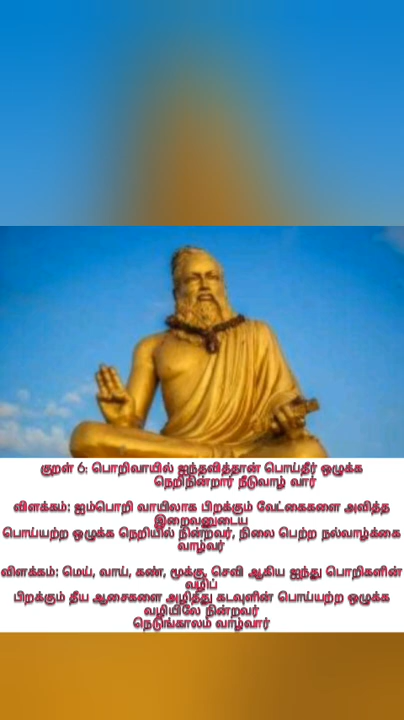 குறள் 6: பொறிவாயில் ஐந்தவித்தான் பொய்தீர் ஒழுக்க
நெறிநின்றார் நீடுவாழ் வார்
விளக்கம்: ஐம்பொறி வாயிலாக பிறக்கும் வேட்கைகளை அவித்த
இறைவனுடைய
பொய்யற்ற ஒழுக்க நெறியில் நின்றவர், நிலை பெற்ற நல்வாழ்க்கை
வாழ்வர்
விளக்கம்: மெய், வாய், கண், மூக்கு, செவி ஆகிய ஐந்து பொறிகளின்
வழிப்
பிறக்கும் தீய ஆசைகளை அழித்து கடவுளின் பொய்யற்ற ஒழுக்க
வழியிலே நின்றவர்
நெடுங்காலம் வாழ்வார்